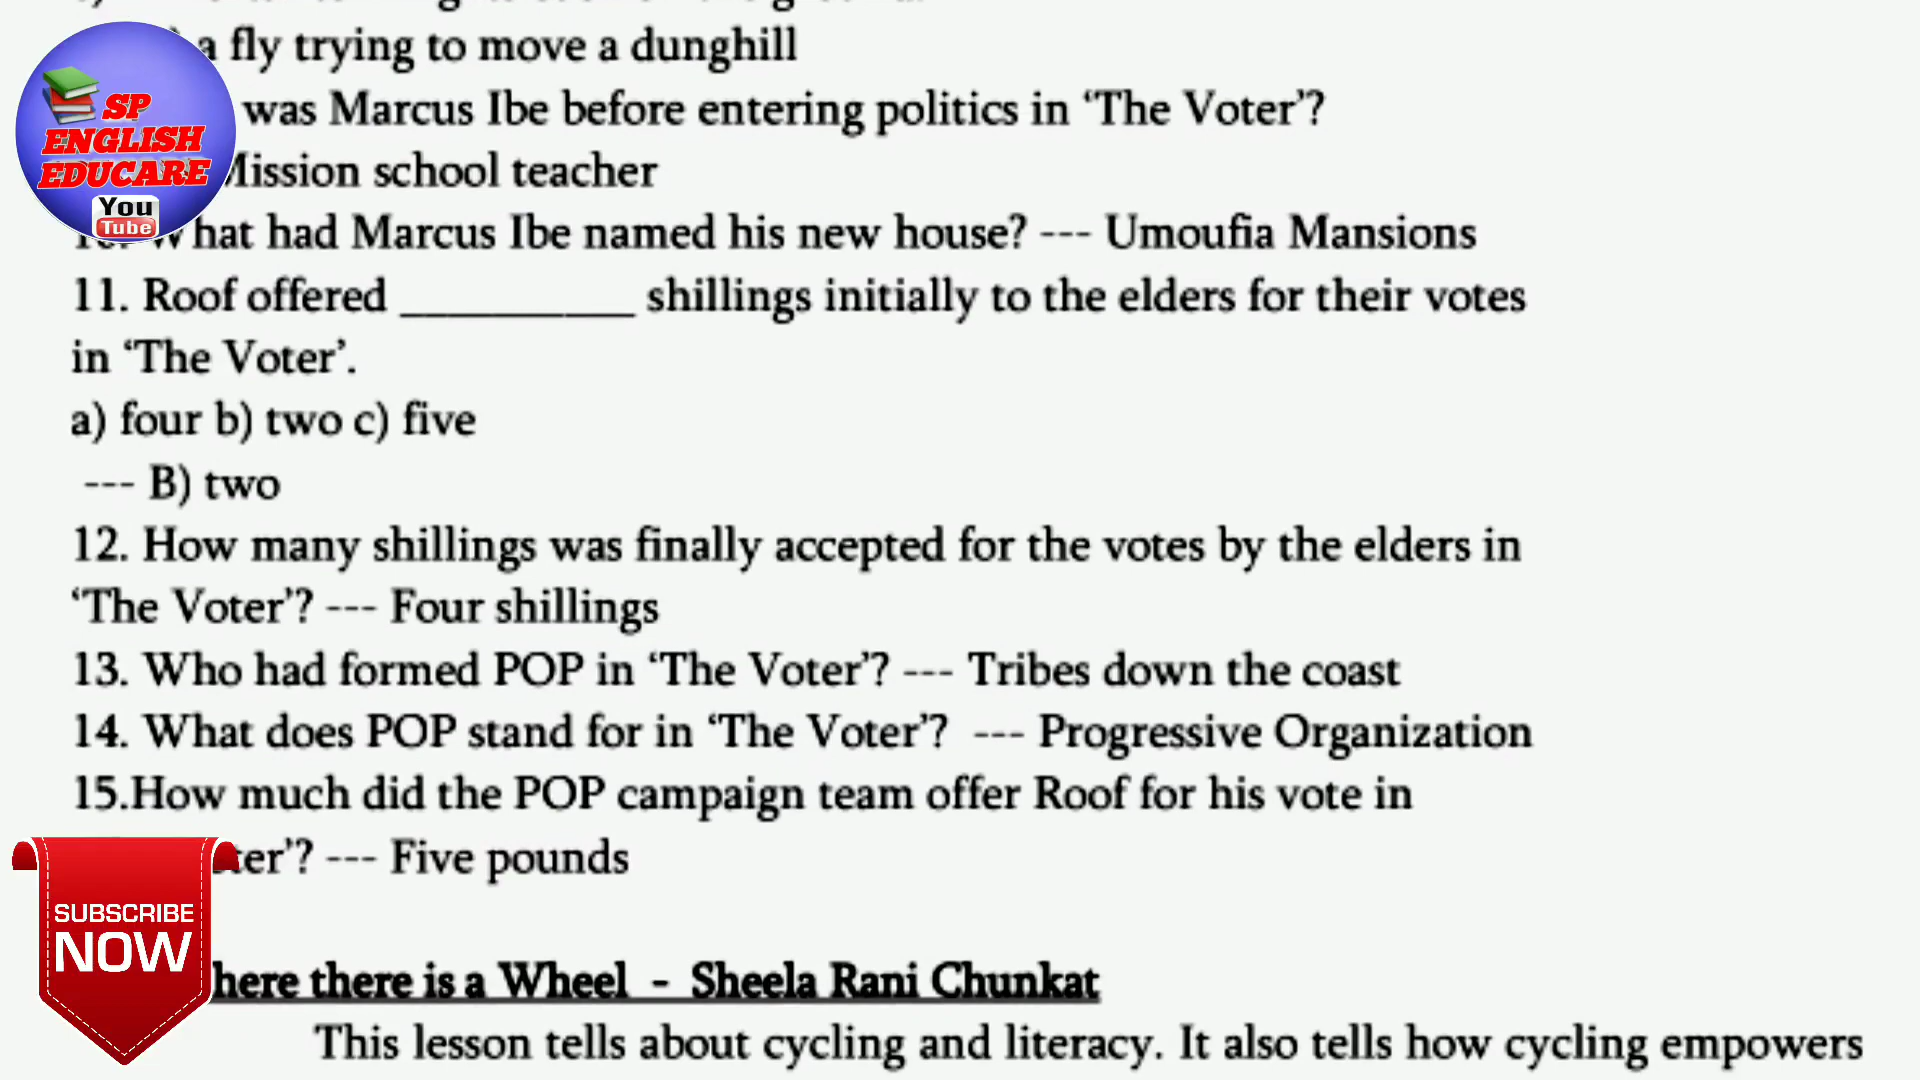 a fly trying to move a dunghill
SP
ENGLISH
EDUCARE
You
Tube
was Marcus Ibe before entering politics in ‘The Voter’?
Mission school teacher
What had Marcus Ibe named his new house? --- Umoufia Mansions
11. Roof offered __________ shillings initially to the elders for their votes
in ‘The Voter’.
a) four b) two c) five
--- B) two
12. How many shillings was finally accepted for the votes by the elders in
‘The Voter’? --- Four shillings
13. Who had formed POP in ‘The Voter’? --- Tribes down the coast
14. What does POP stand for in ‘The Voter’? --- Progressive Organization
15.How much did the POP campaign team offer Roof for his vote in
ter’? --- Five pounds
SUBSCRIBE
NOW
here there is a Wheel - Sheela Rani Chunkat
This lesson tells about cycling and literacy. It also tells how cycling empowers